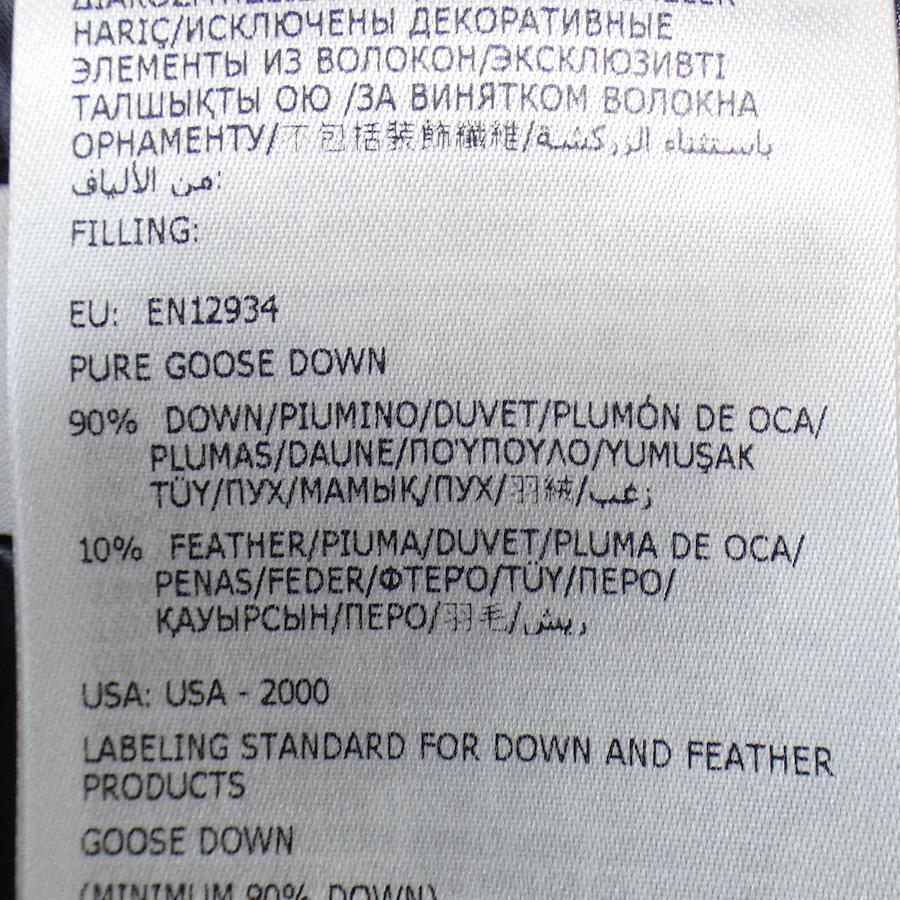 HARIÇ/ИСКЛЮЧЕНЫ ДЕКОРАТИВНЫЕ
ЭЛЕМЕНТЫ ИЗ ВОЛОКОН/ЭКСКЛЮЗИВТІ
ТАЛШЫҚТЫ ОЮ /ЗА ВИНЯТКОМ ВОЛОКНА
ОРНАМЕНТУ/不包括装飾纖維/باستثناء الزركشة
من الألياف:
FILLING:
EU: EN12934
PURE GOOSE DOWN
90% DOWN/PIUMINO/DUVET/PLUMÓN DE OCA/
PLUMAS/DAUNE/ΠΟΎΠΟΥΛΟ/YUMUŞAK
TÜY/ПУХ/МАМЫҚ/ПУХ/羽絨/زغب
10% FEATHER/PIUMA/DUVET/PLUMA DE OCA/
PENAS/FEDER/ΦΤΕΡΌ/TÜY/ПЕРО/
ҚАУЫРСЫН/ПЕРО/羽毛/ريش
USA: USA - 2000
LABELING STANDARD FOR DOWN AND FEATHER
PRODUCTS
GOOSE DOWN
(MINIMUM 90% DOWN)